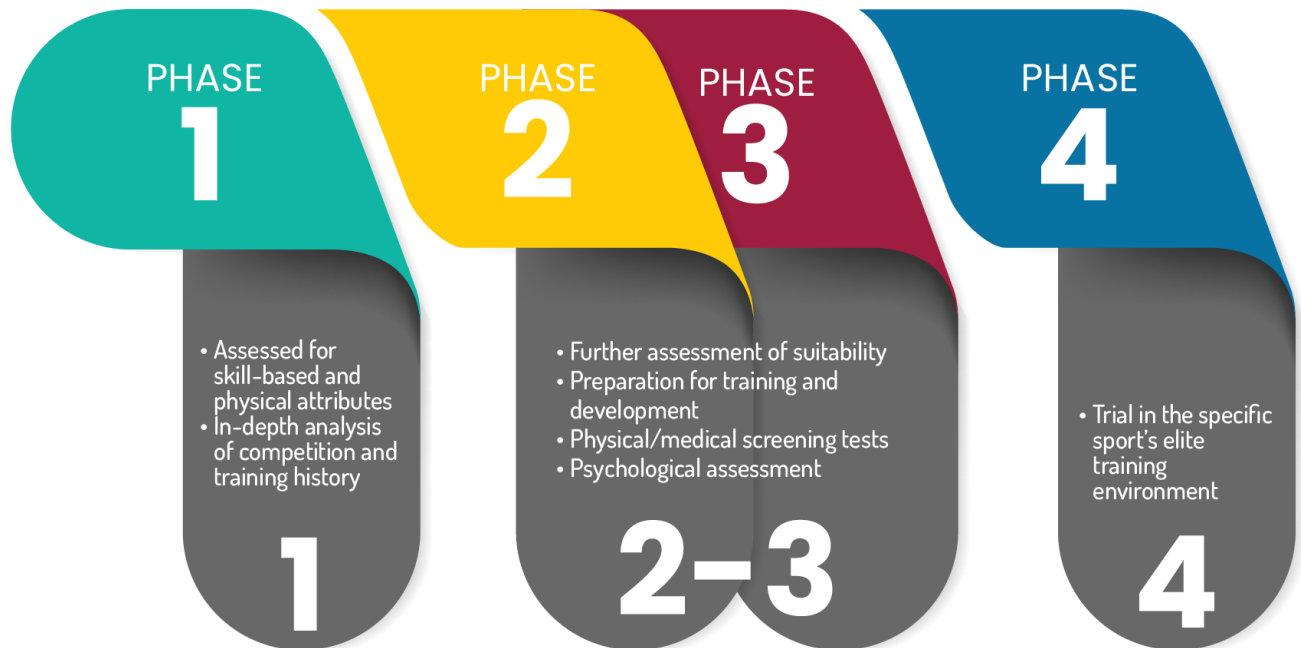 PHASE
1
PHASE
2
PHASE
3
PHASE
4
• Assessed for
skill-based and
physical attributes
• In-depth analysis
of competition and
training history
1
• Further assessment of suitability
• Preparation for training and
development
• Physical/medical screening tests
• Psychological assessment
2-3
• Trial in the specific
sport’s elite
training
environment
4